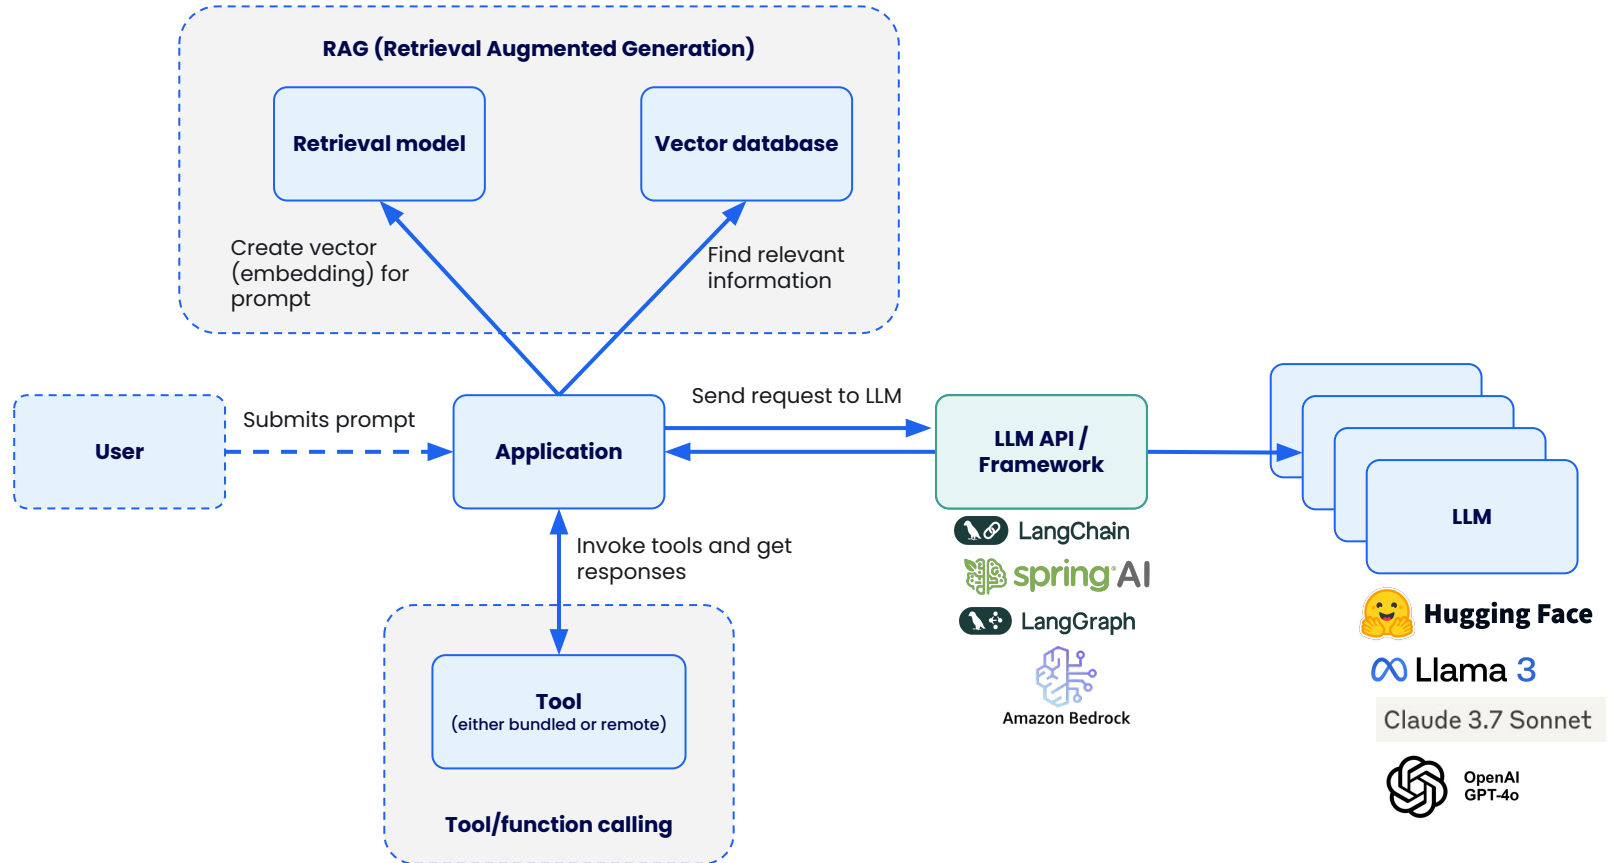 RAG (Retrieval Augmented Generation)
Retrieval model
Vector database
Create vector
(embedding) for
prompt
Find relevant
information
User
Submits prompt
Application
Send request to LLM
LLM API /
Framework
LLM
Invoke tools and get
responses
LangChain
spring AI
LangGraph
Amazon Bedrock
Hugging Face
Llama 3
Claude 3.7 Sonnet
OpenAI
GPT-4o
Tool
(either bundled or remote)
Tool/function calling